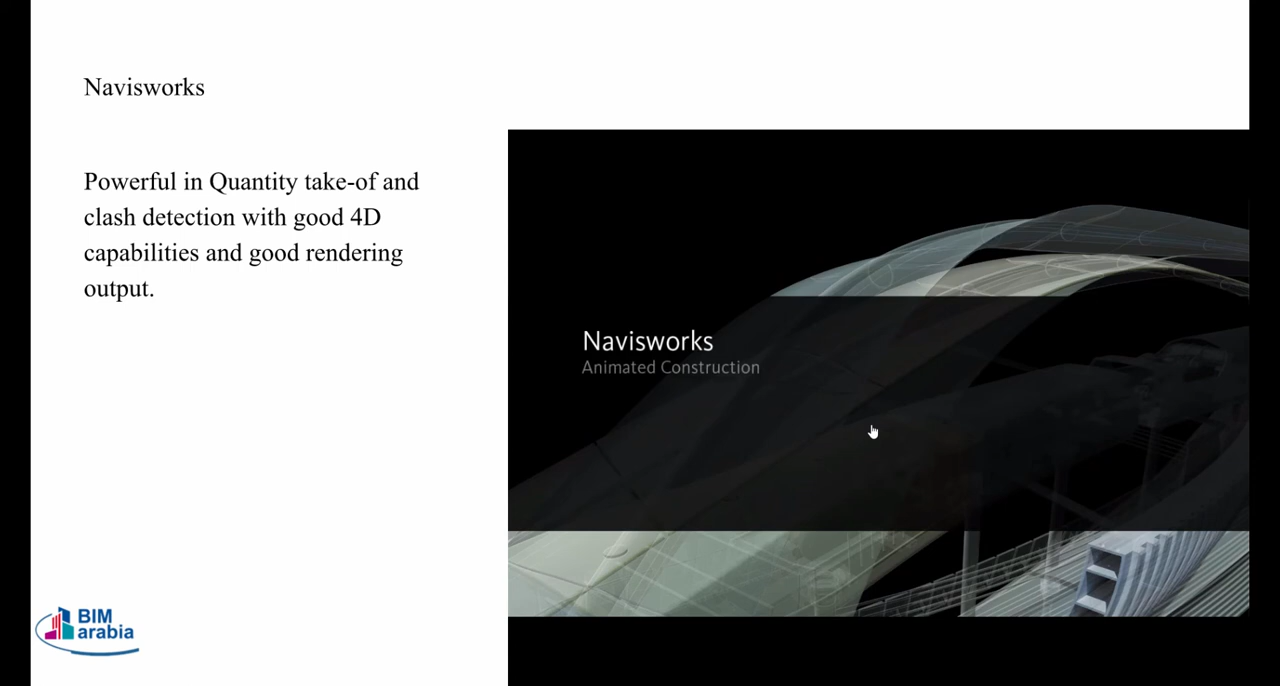 Navisworks
Powerful in Quantity take-of and
clash detection with good 4D
capabilities and good rendering
output.
Navisworks
Animated Construction
BIM
arabia